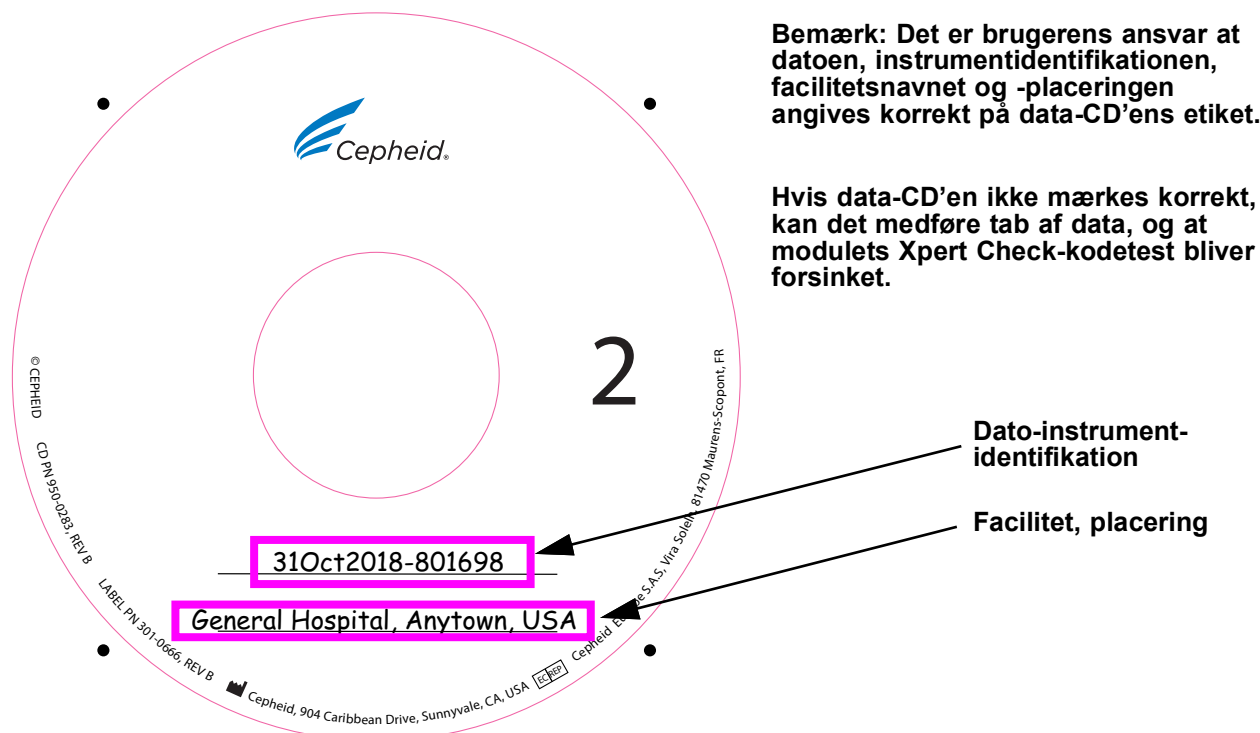 Bemærk: Det er brugerens ansvar at
datoen, instrumentidentifikationen,
facilitetsnavnet og -placeringen
angives korrekt på data-CD'ens etiket.
Hvis data-CD'en ikke mærkes korrekt,
kan det medføre tab af data, og at
modulets Xpert Check-kodetest bliver
forsinket.
Cepheid.
2
Dato-instrument-
identifikation
Facilitet, placering
31Oct2018-801698
General Hospital, Anytown, USA
© CEPHEID CD PN 950-0283, REV B LABEL PN 301-0666, REV B Cepheid, 904 Caribbean Drive, Sunnyvale, CA, USA EC REP Cepheid S.A.S, Vira Soleih, 81470 Maurens-Scopont, FR